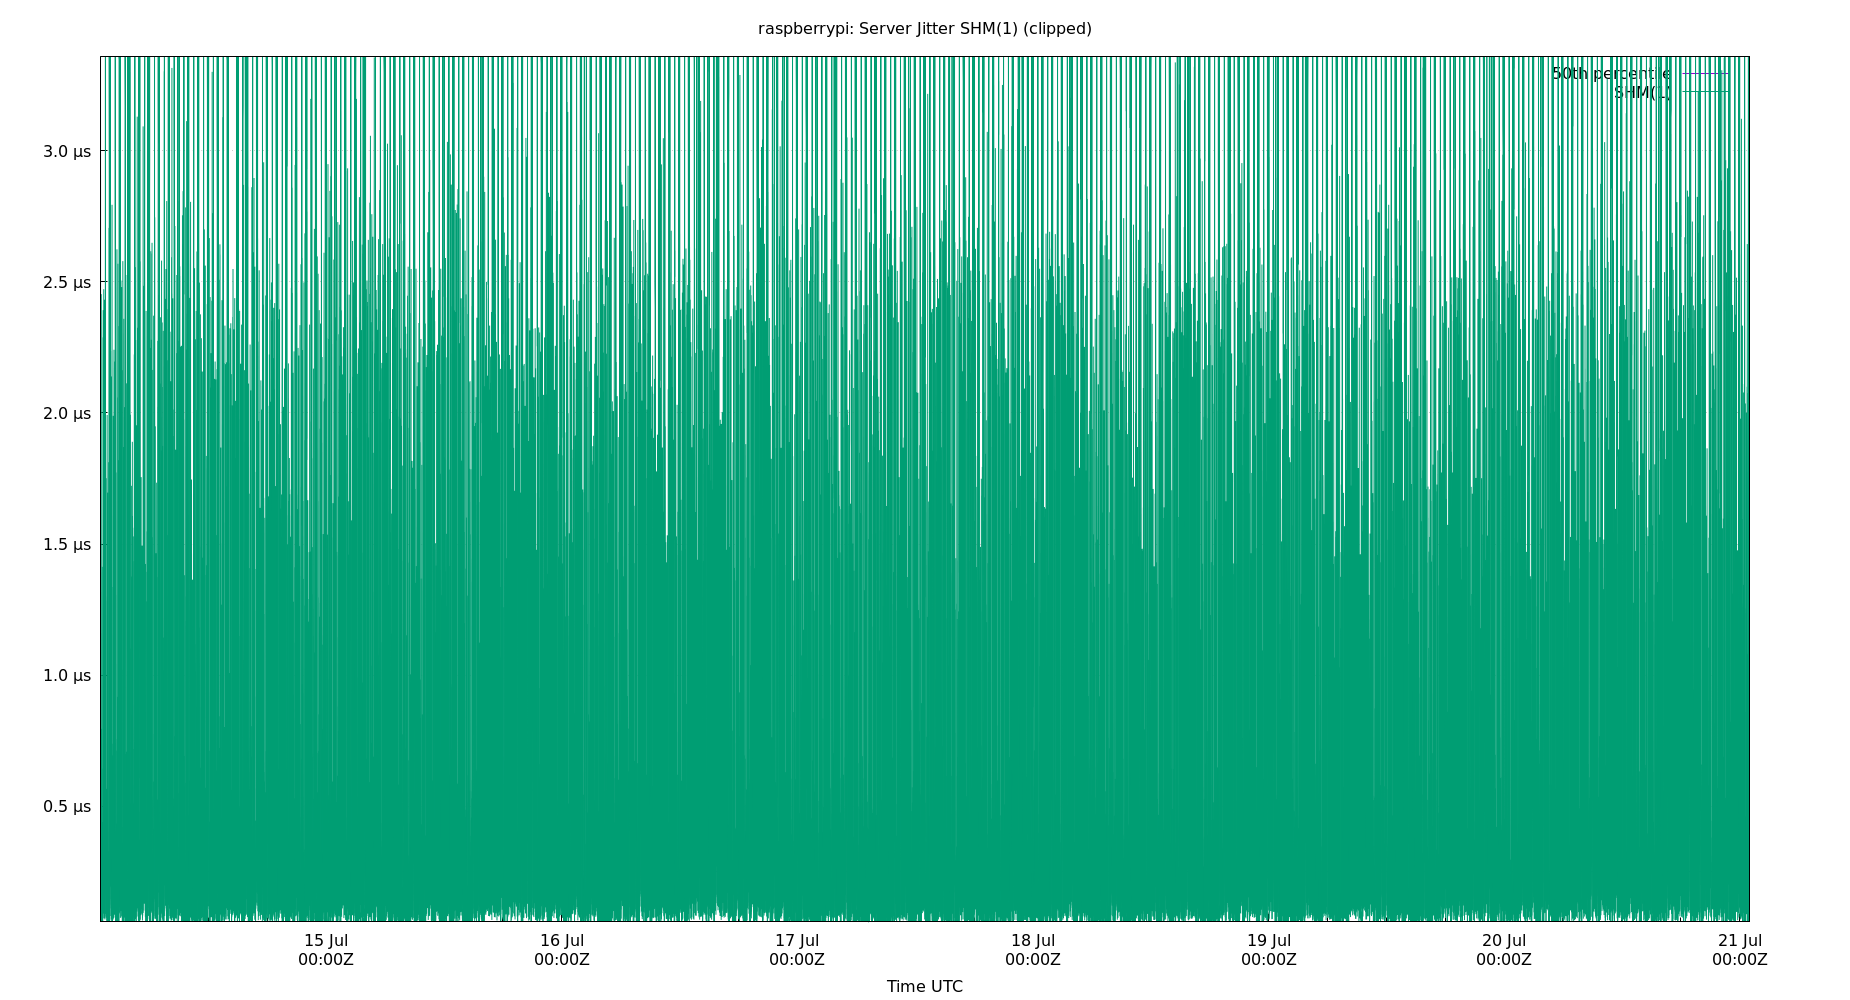 raspberrypi: Server Jitter SHM(1) (clipped)
50th percentile
SHM(1)
3.0 µs
2.5 µs
2.0 µs
1.5 µs
1.0 µs
0.5 µs
15 Jul 16 Jul 17 Jul 18 Jul 19 Jul 20 Jul 21 Jul
00:00Z 00:00Z 00:00Z 00:00Z 00:00Z 00:00Z 00:00Z
Time UTC